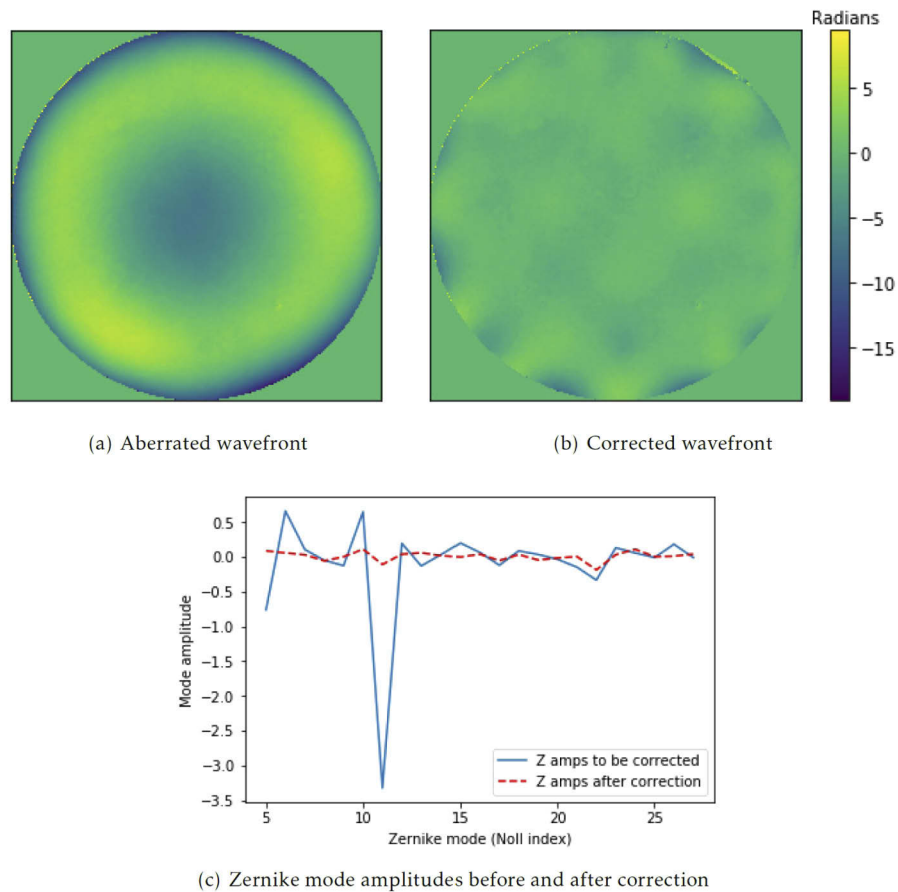 Radians
5
0
−5
−10
−15
(a) Aberrated wavefront
(b) Corrected wavefront
0.5
0.0
−0.5
−1.0
−1.5
−2.0
−2.5
−3.0
−3.5
Mode amplitude
Z amps to be corrected
Z amps after correction
5 10 15 20 25
Zernike mode (Noll index)
(c) Zernike mode amplitudes before and after correction